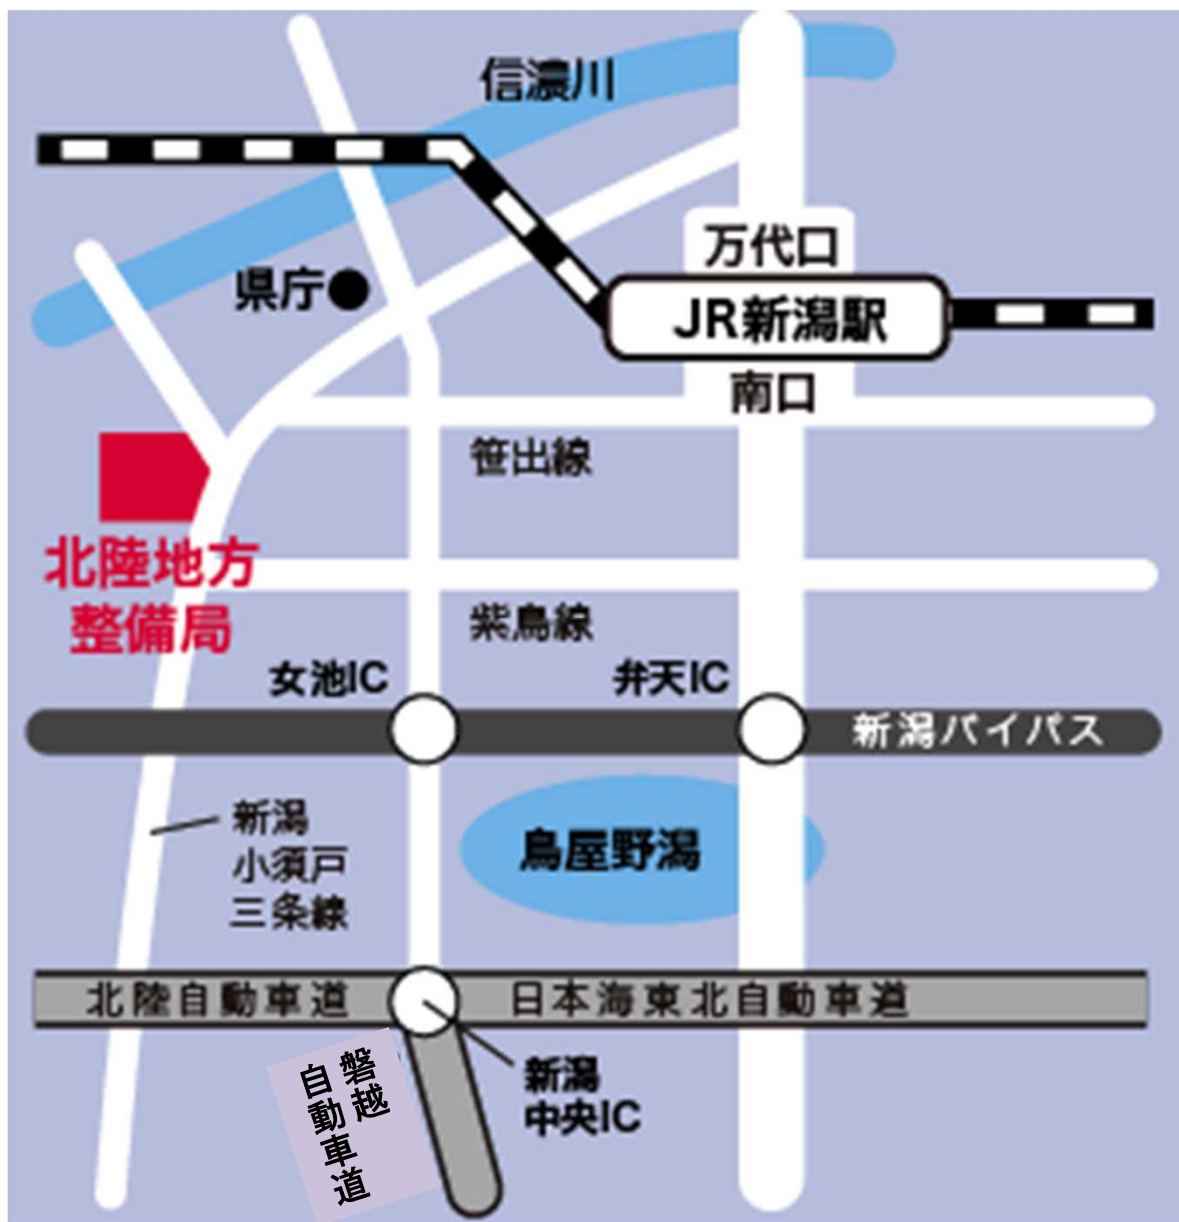 信濃川
県庁
万代口
JR新潟駅
南口
笹出線
北陸地方
整備局
紫鳥線
女池IC
弁天IC
新潟バイパス
新潟
小須戸
三条線
鳥屋野潟
北陸自動車道
日本海東北自動車道
磐越
自動車道
新潟
中央IC